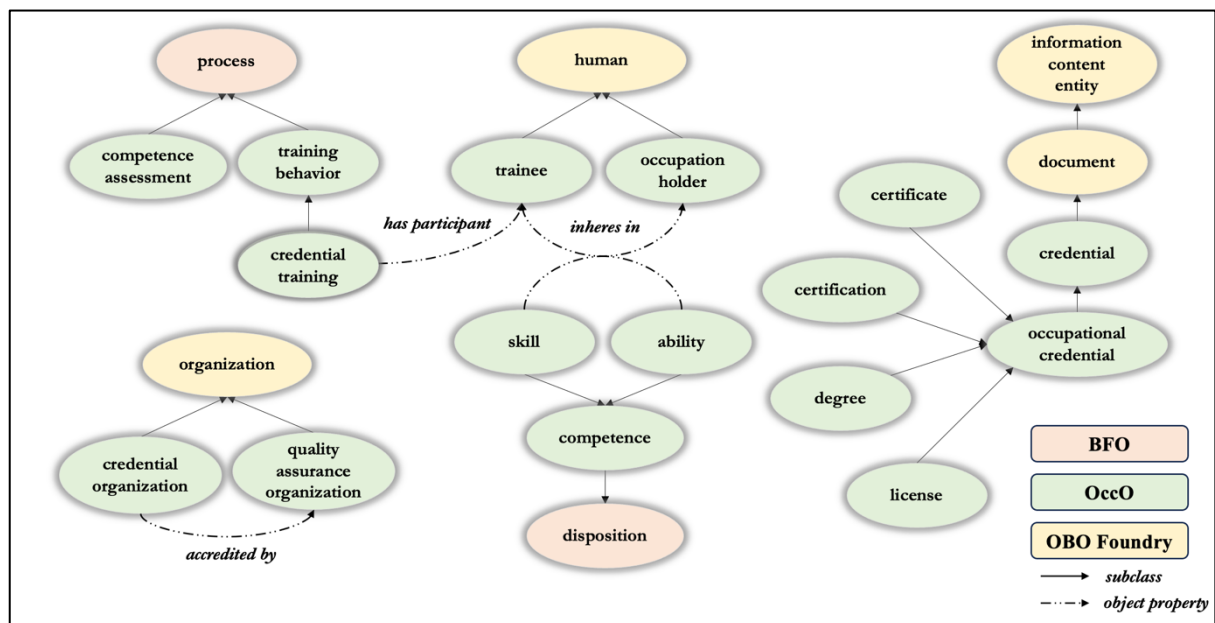 process
competence
assessment
training
behavior
credential
training
has participant
human
trainee
occupation
holder
inheres in
skill
ability
competence
disposition
organization
credential
organization
quality
assurance
organization
accredited by
information
content
entity
document
credential
occupational
credential
certificate
certification
degree
license
BFO
OccO
OBO Foundry
subclass
object property